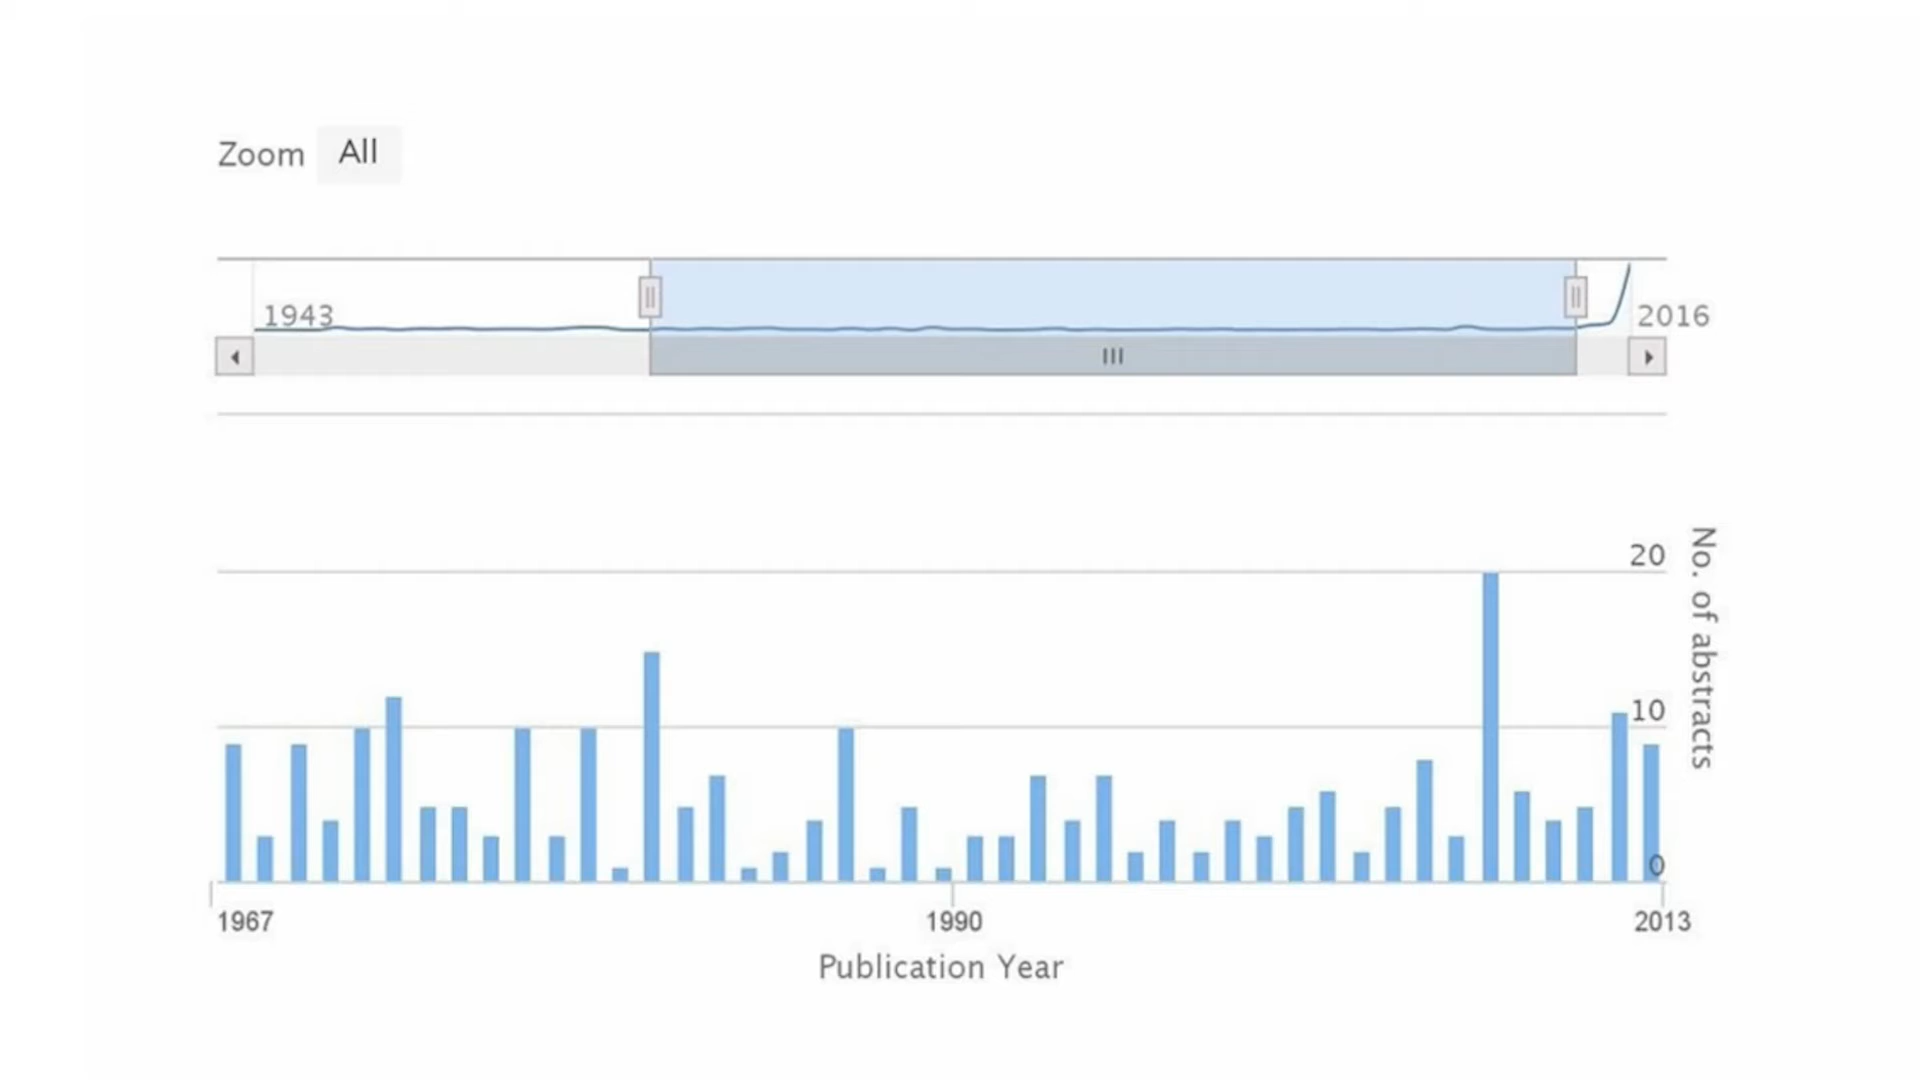 Zoom All
1943
2016
20
10
0
No. of abstracts
1967 1990 2013
Publication Year